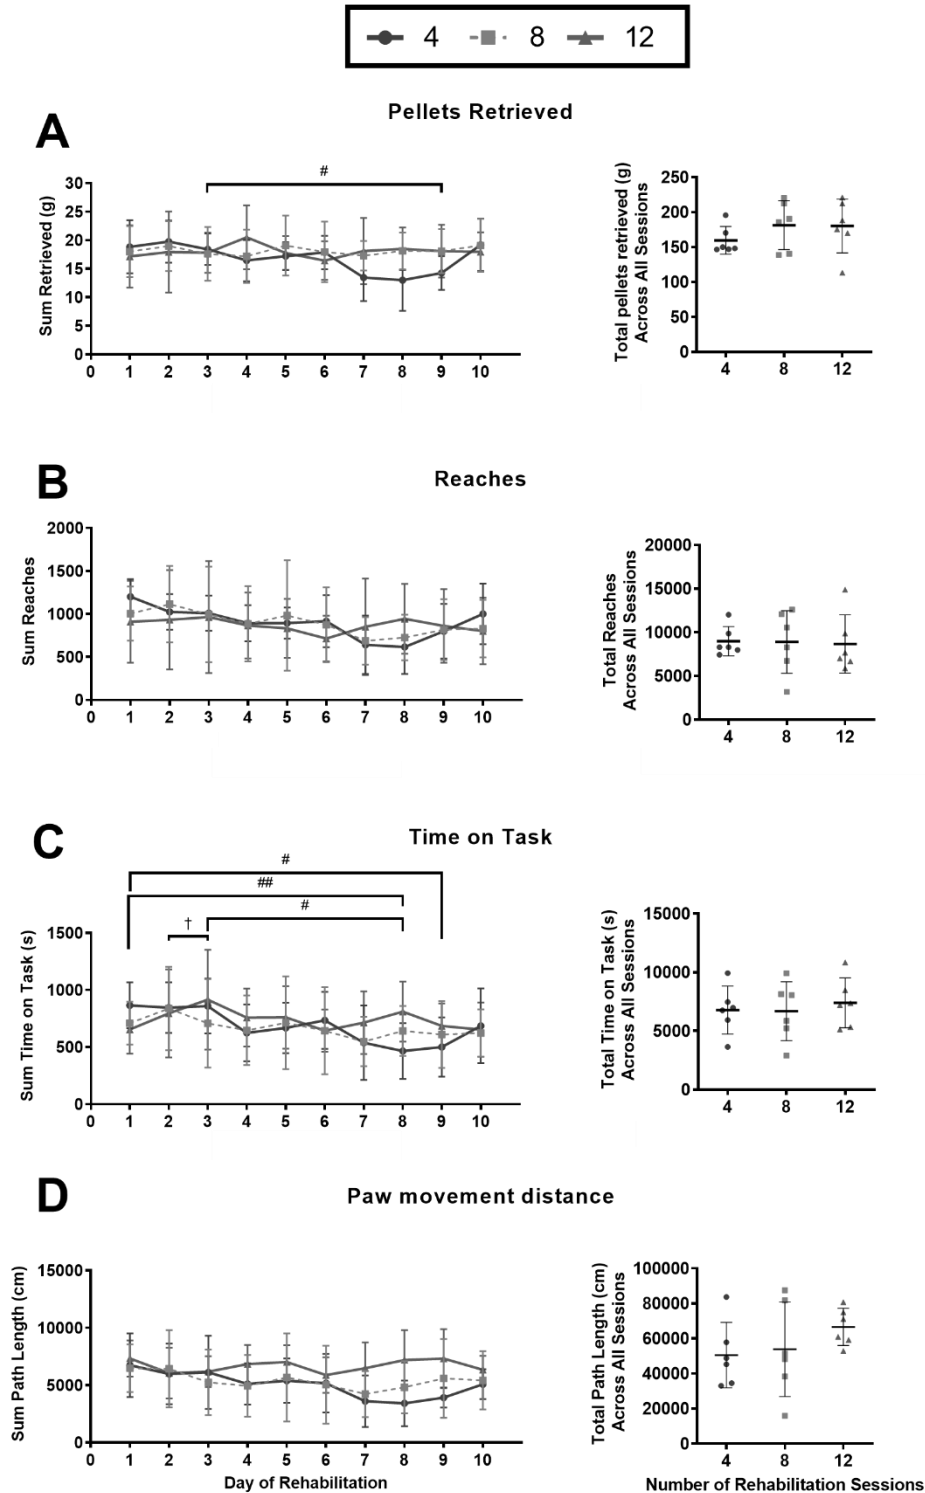 4 8 12
A
Pellets Retrieved
#
Sum Retrieved (g)
30
25
20
15
10
5
0
0 1 2 3 4 5 6 7 8 9 10
Total pellets retrieved (g)
Across All Sessions
250
200
150
100
50
0
4 8 12
B
Reaches
Sum Reaches
2000
1500
1000
500
0
0 1 2 3 4 5 6 7 8 9 10
Total Reaches
Across All Sessions
20000
15000
10000
5000
0
4 8 12
C
Time on Task
#
##
#
†
Sum Time on Task (s)
1500
1000
500
0
0 1 2 3 4 5 6 7 8 9 10
Total Time on Task (s)
Across All Sessions
15000
10000
5000
0
4 8 12
D
Paw movement distance
Sum Path Length (cm)
15000
10000
5000
0
0 1 2 3 4 5 6 7 8 9 10
Day of Rehabilitation
Total Path Length (cm)
Across All Sessions
100000
80000
60000
40000
20000
0
4 8 12
Number of Rehabilitation Sessions